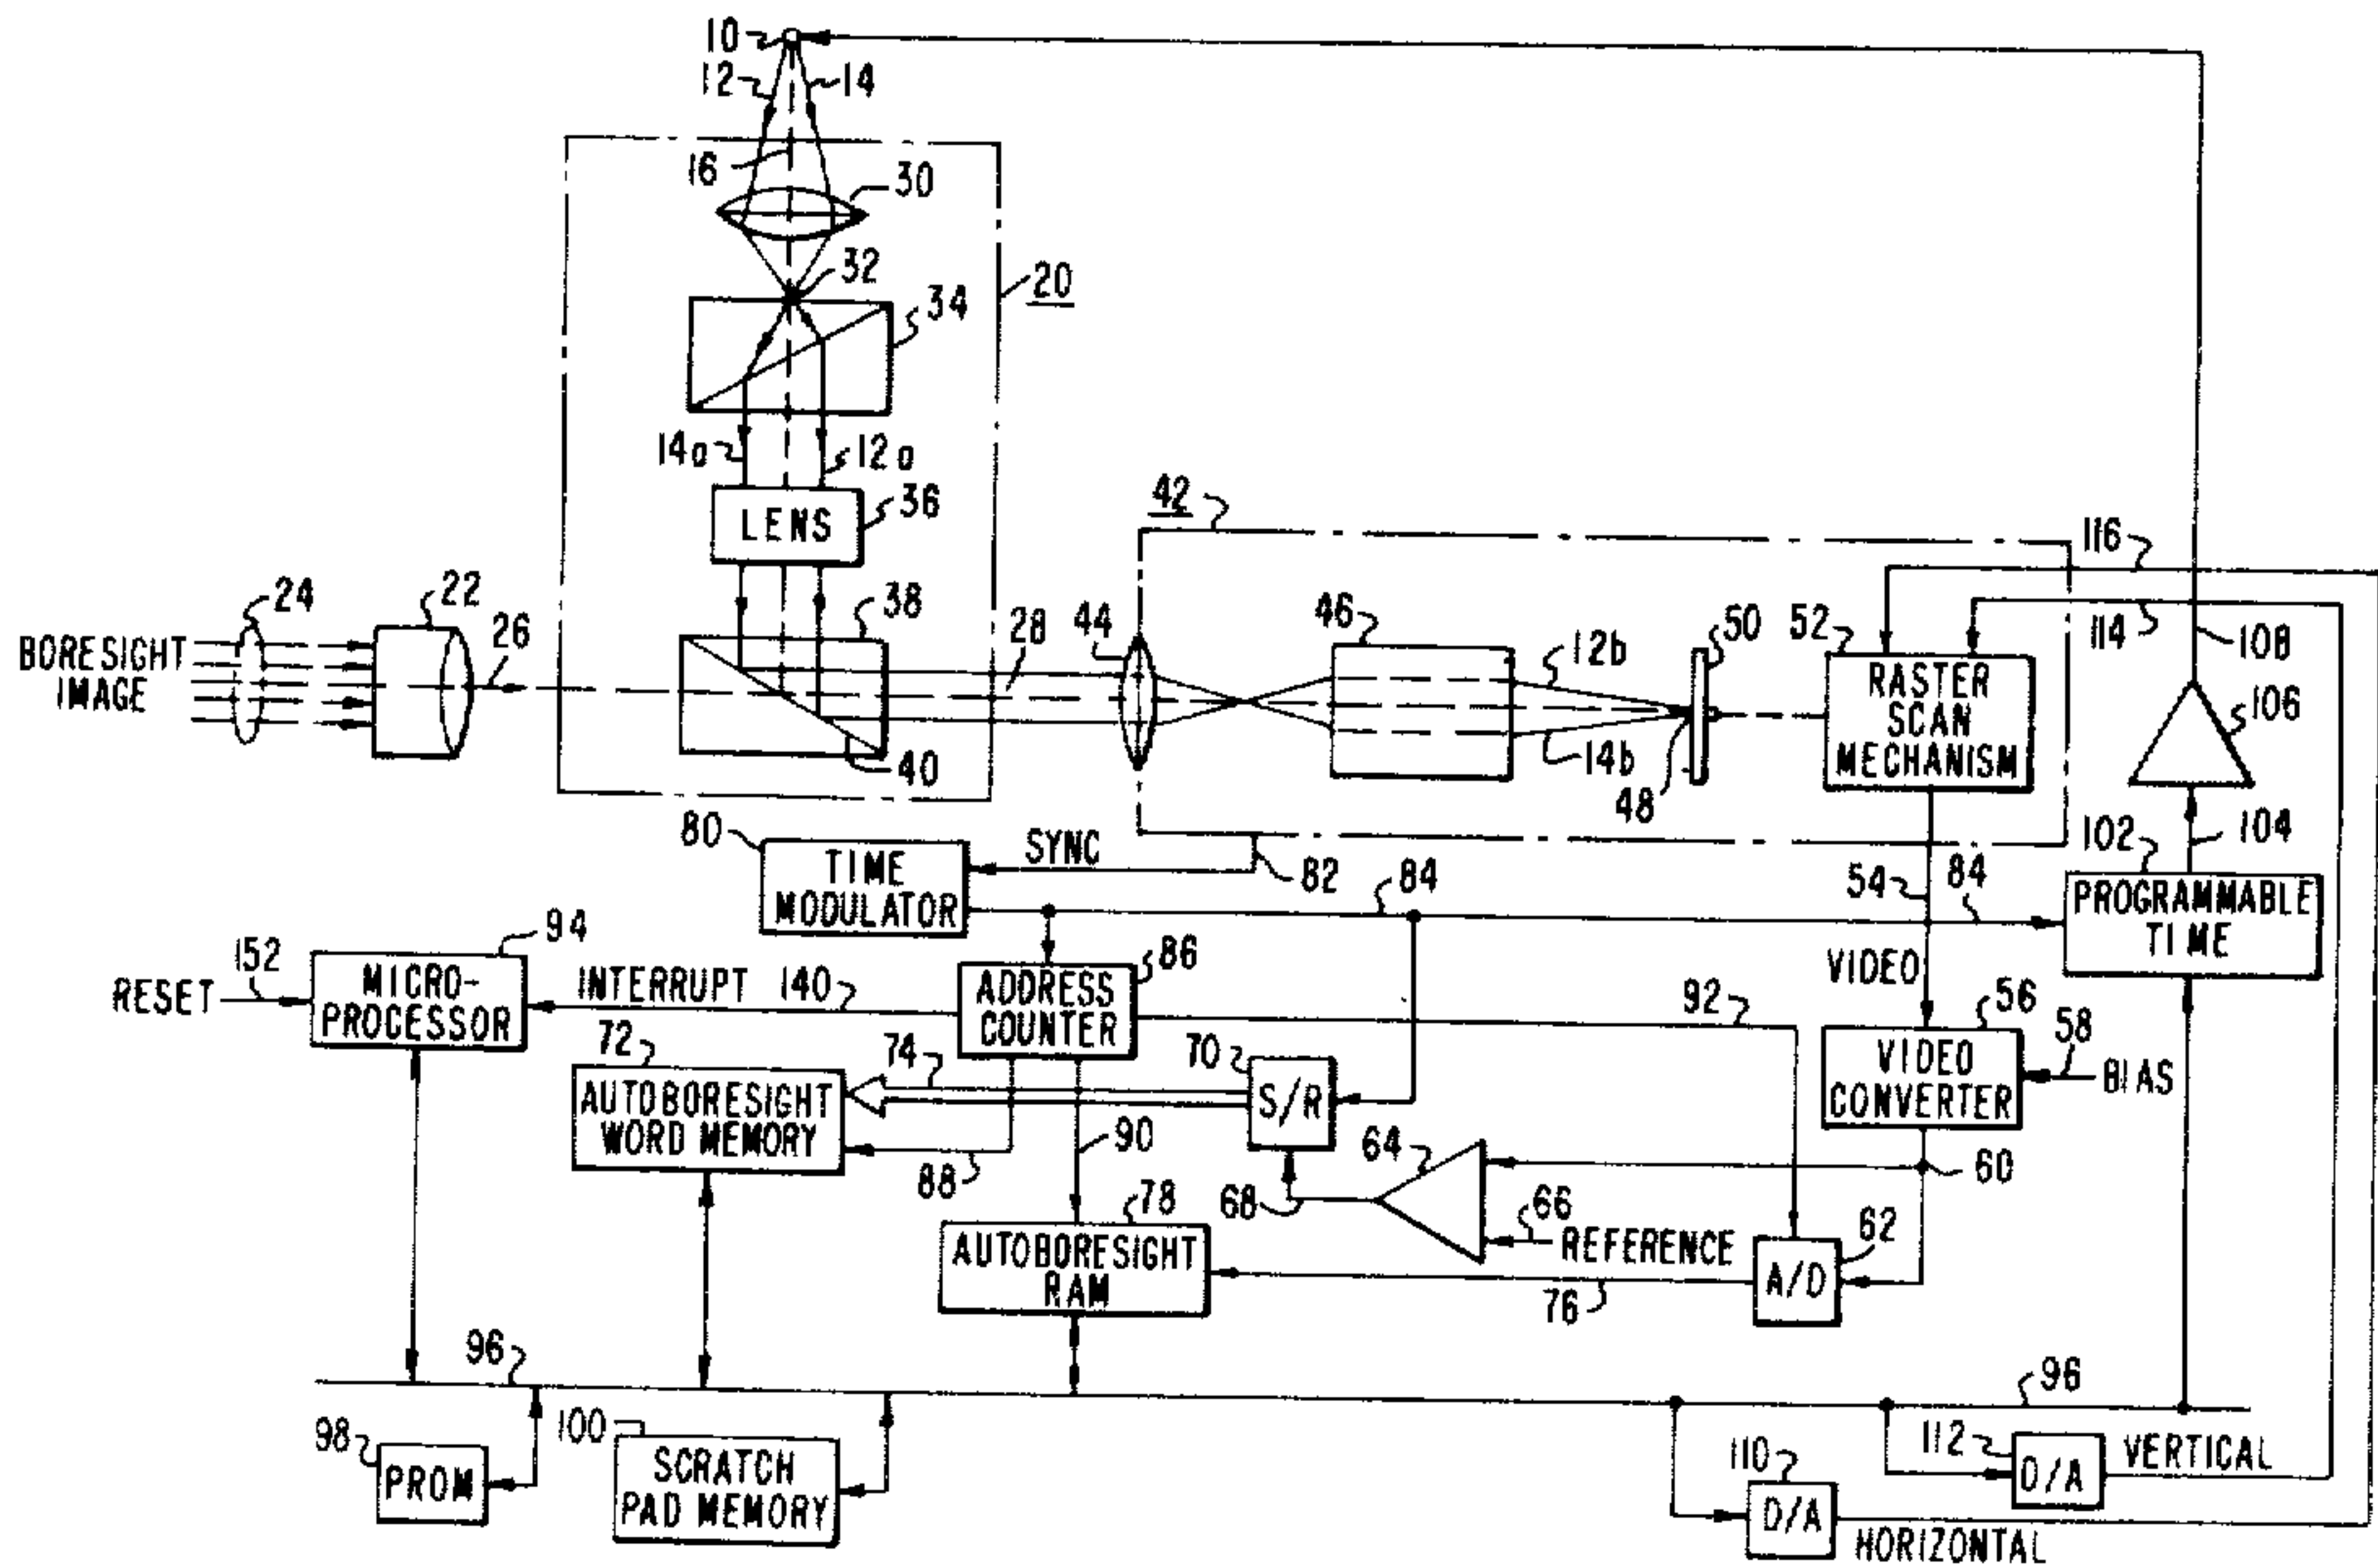 10
12
14
16
30
32
20
34
14a
12a
LENS
36
42
116
24
22
38
28
44
46
50
52
114
108
BORESIGHT
IMAGE
26
12b
RASTER
SCAN
MECHANISM
106
40
14b
48
80
TIME
MODULATOR
SYNC
82
84
54
84
102
104
PROGRAMMABLE
TIME
94
RESET
152
MICRO-
PROCESSOR
INTERRUPT
140
ADDRESS
COUNTER
86
92
VIDEO
56
58
BIAS
VIDEO
CONVERTER
72
74
70
S/R
AUTOBORESIGHT
WORD MEMORY
88
90
64
60
68
66
REFERENCE
62
A/D
78
AUTOBORESIGHT
RAM
76
96
96
98
PROM
100
SCRATCH
PAD MEMORY
110
D/A
HORIZONTAL
112
D/A
VERTICAL